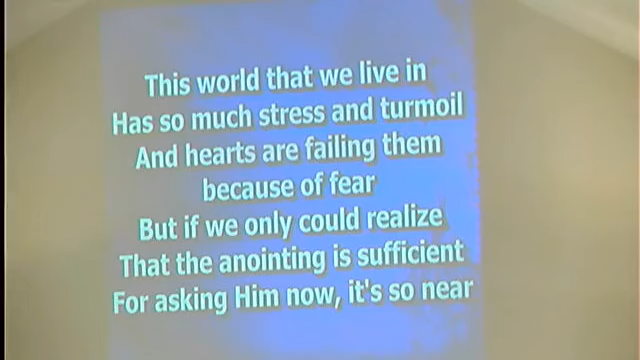 This world that we live in
Has so much stress and turmoil
And hearts are failing them
because of fear
But if we only could realize
That the anointing is sufficient
For asking Him now, it's so near